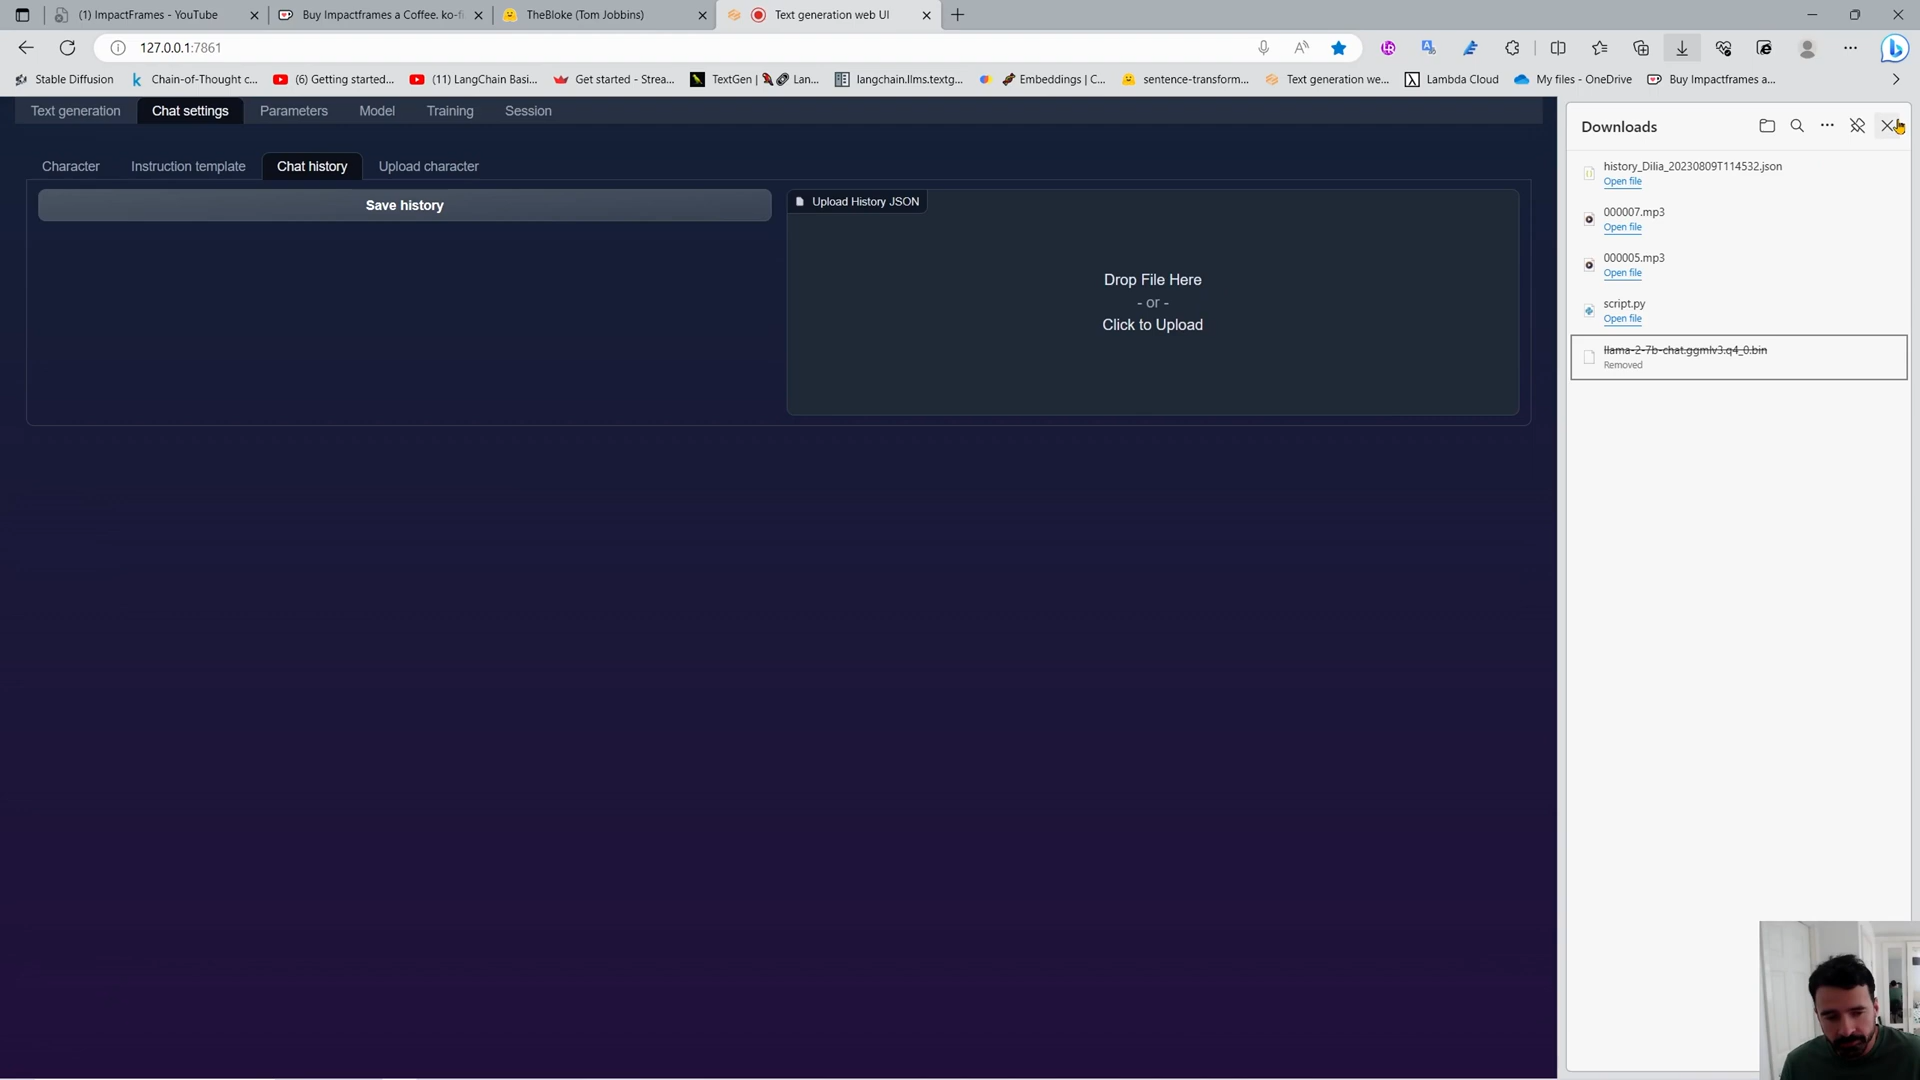 (1) ImpactFrames - YouTube
Buy Impactframes a Coffee. ko-fi
TheBloke (Tom Jobbins)
Text generation web UI
127.0.0.1:7861
Stable Diffusion
Chain-of-Thought c...
(6) Getting started...
(11) LangChain Basi...
Get started - Strea...
TextGen | Lan...
langchain.llms.textg...
Embeddings | C...
sentence-transform...
Text generation we...
Lambda Cloud
My files - OneDrive
Buy Impactframes a...
Text generation
Chat settings
Parameters
Model
Training
Session
Character
Instruction template
Chat history
Upload character
Save history
Upload History JSON
Drop File Here
- or -
Click to Upload
Downloads
history_Dilia_20230809T114532.json
Open file
000007.mp3
Open file
000005.mp3
Open file
script.py
Open file
llama-2-7b-chat.ggmlv3.q4_0.bin
Removed